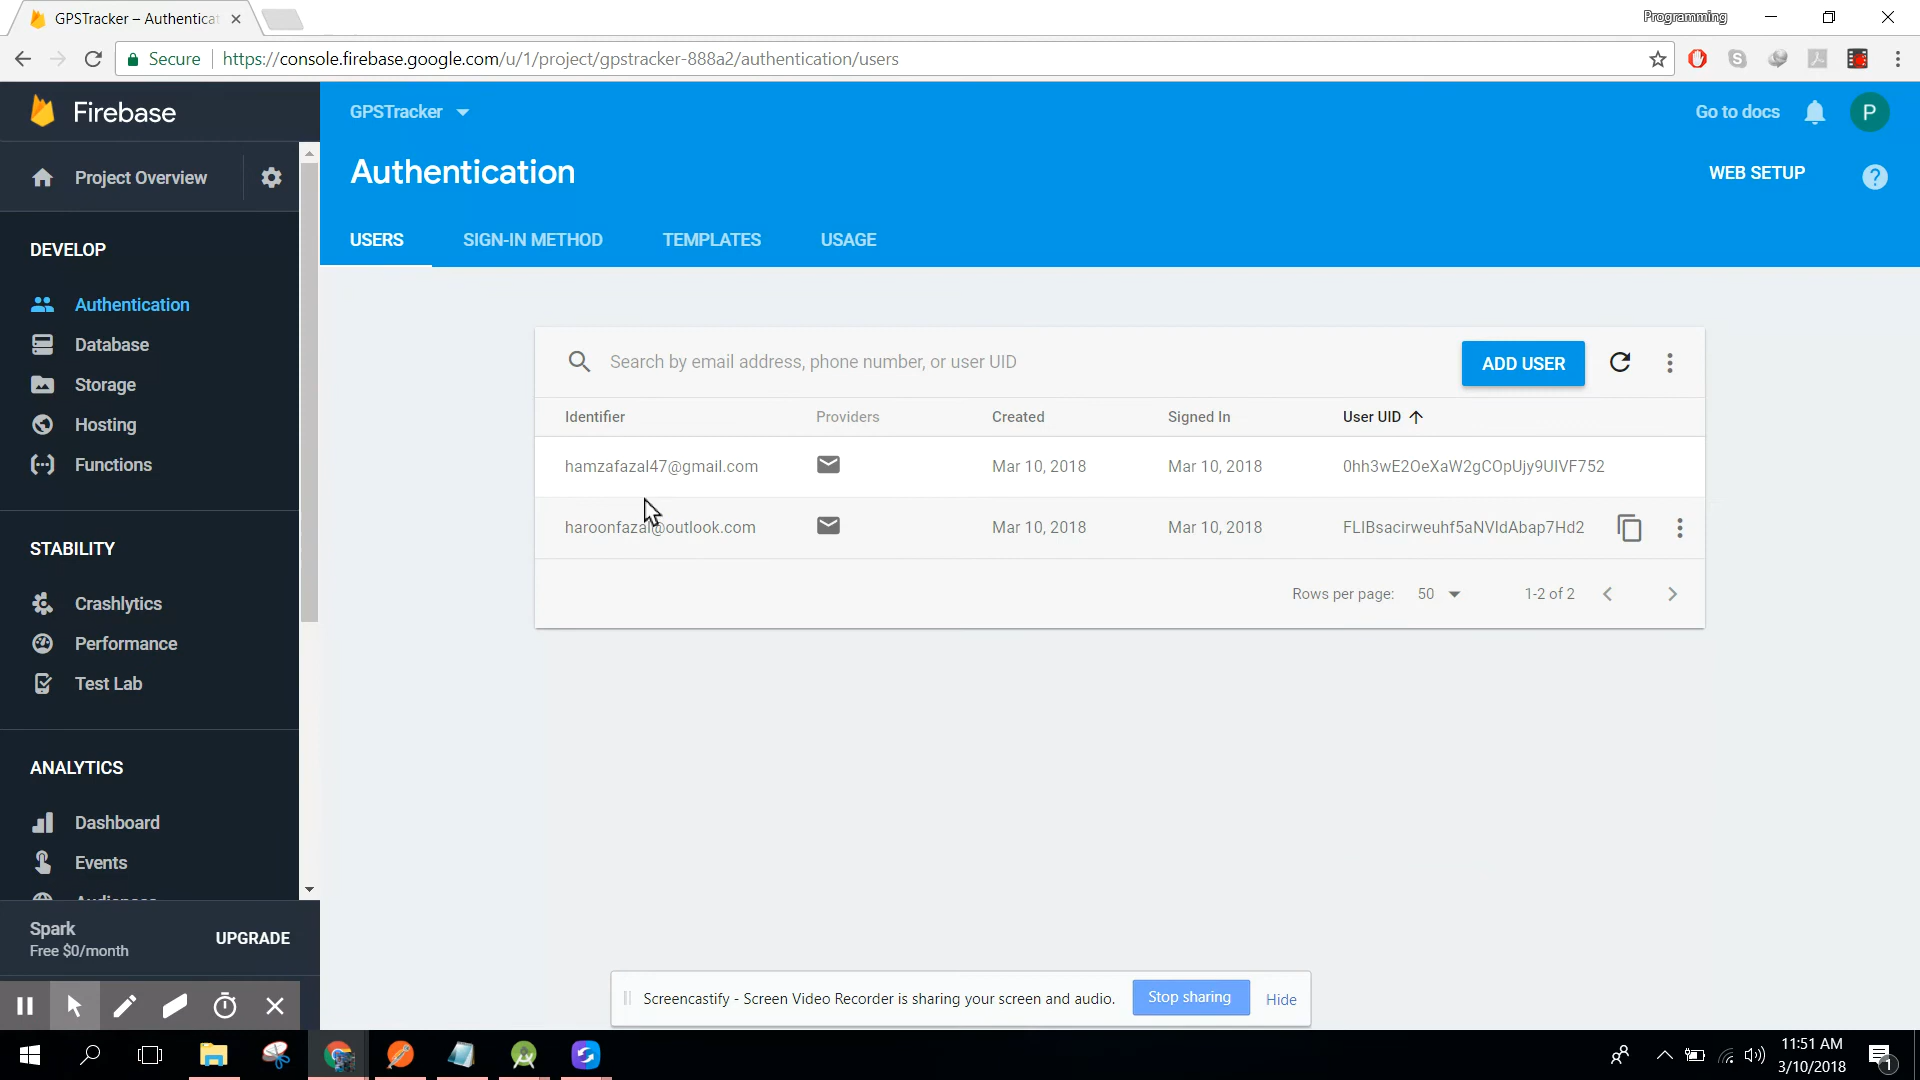 GPSTracker – Authenticat
Programming
Secure https://console.firebase.google.com/u/1/project/gpstracker-888a2/authentication/users
Firebase
GPSTracker
Go to docs
P
Project Overview
Authentication
WEB SETUP
?
USERS SIGN-IN METHOD TEMPLATES USAGE
DEVELOP
Authentication
Database
Storage
Hosting
Functions
Search by email address, phone number, or user UID
ADD USER
Identifier Providers Created Signed In User UID
hamzafazal47@gmail.com Mar 10, 2018 Mar 10, 2018 0hh3wE2OeXaW2gCOpUjy9UIVF752
haroonfazal@outlook.com Mar 10, 2018 Mar 10, 2018 FLIBsacirweuhf5aNVIdAbap7Hd2
Rows per page: 50 1-2 of 2
STABILITY
Crashlytics
Performance
Test Lab
ANALYTICS
Dashboard
Events
Audiences
Spark
Free $0/month
UPGRADE
Screencastify - Screen Video Recorder is sharing your screen and audio. Stop sharing Hide
11:51 AM
3/10/2018
1